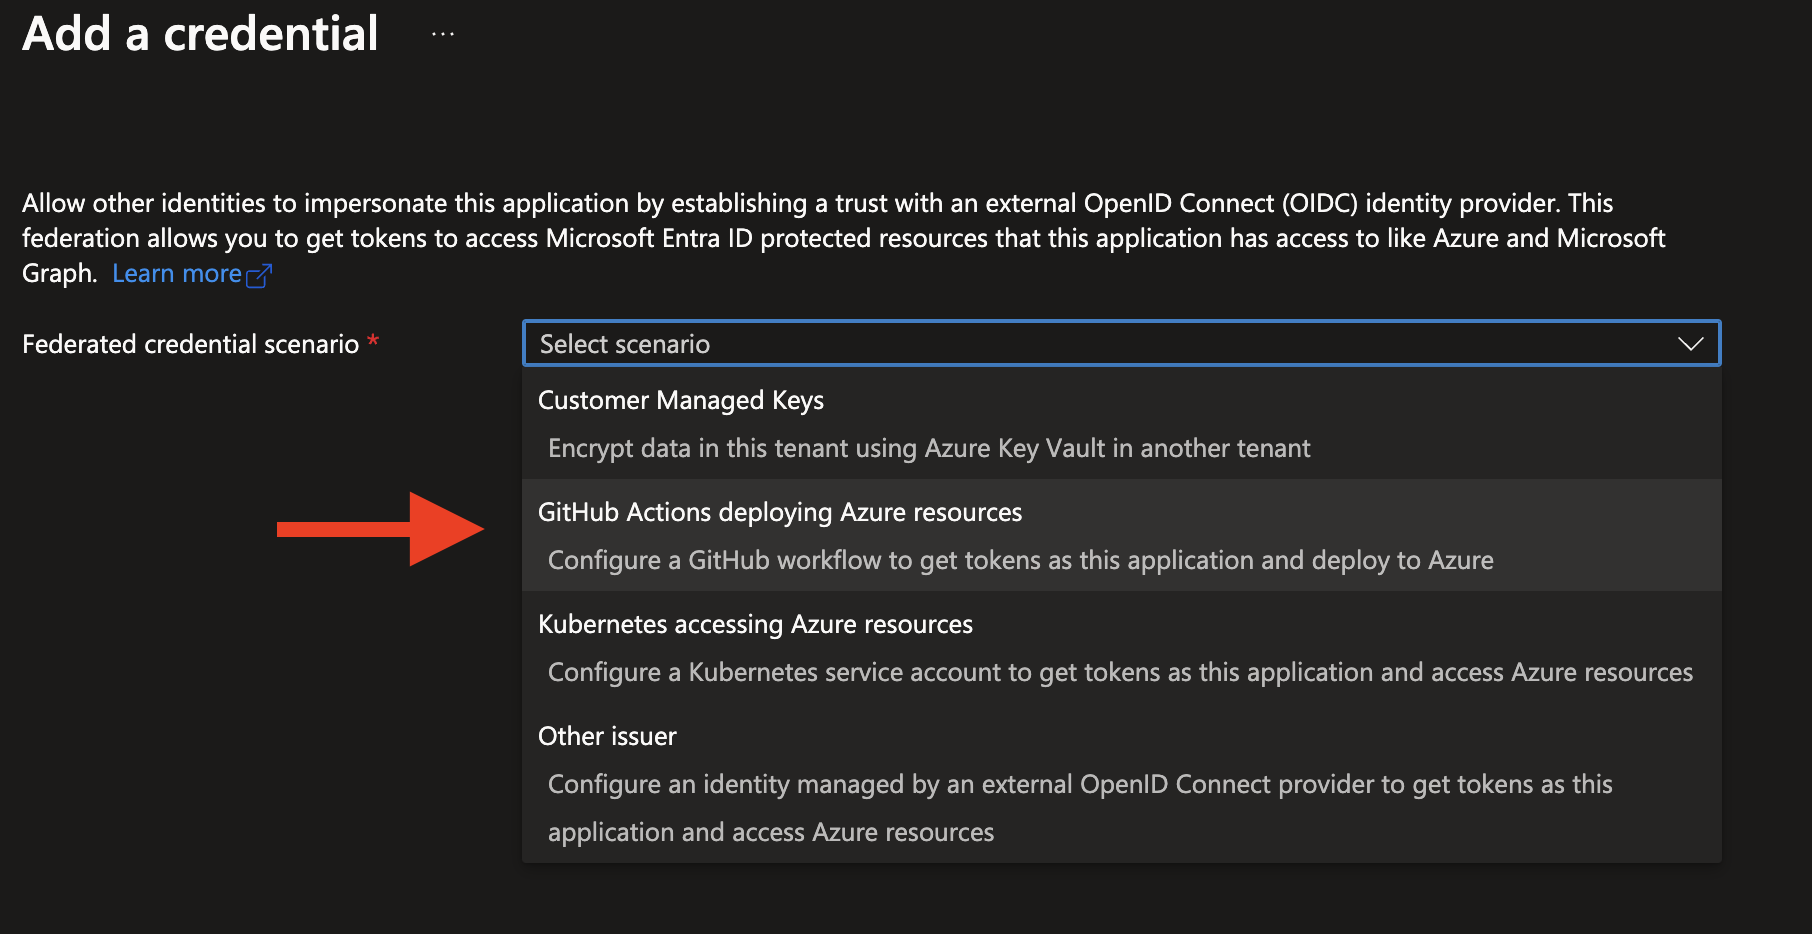 Add a credential ...
Allow other identities to impersonate this application by establishing a trust with an external OpenID Connect (OIDC) identity provider. This
federation allows you to get tokens to access Microsoft Entra ID protected resources that this application has access to like Azure and Microsoft
Graph. Learn more
Federated credential scenario *
Select scenario
Customer Managed Keys
Encrypt data in this tenant using Azure Key Vault in another tenant
GitHub Actions deploying Azure resources
Configure a GitHub workflow to get tokens as this application and deploy to Azure
Kubernetes accessing Azure resources
Configure a Kubernetes service account to get tokens as this application and access Azure resources
Other issuer
Configure an identity managed by an external OpenID Connect provider to get tokens as this
application and access Azure resources